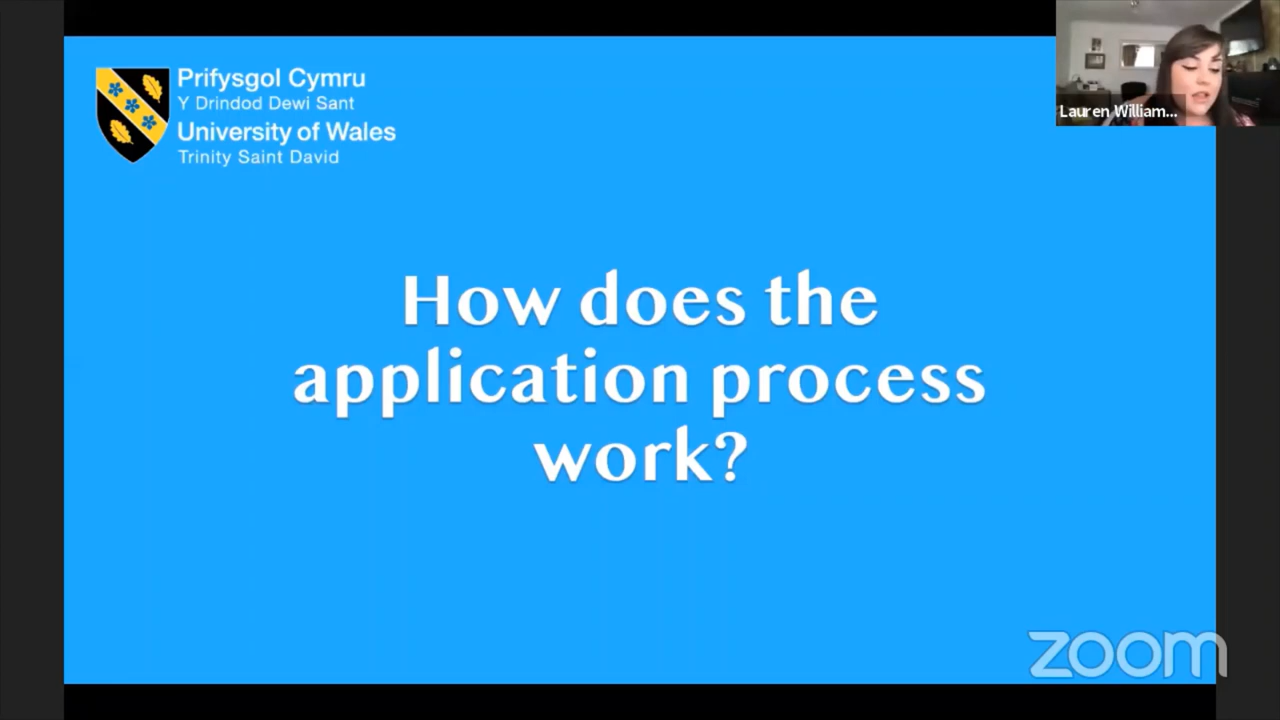 Prifysgol Cymru
Y Drindod Dewi Sant
University of Wales
Trinity Saint David
Lauren William...
How does the
application process
work?
zoom